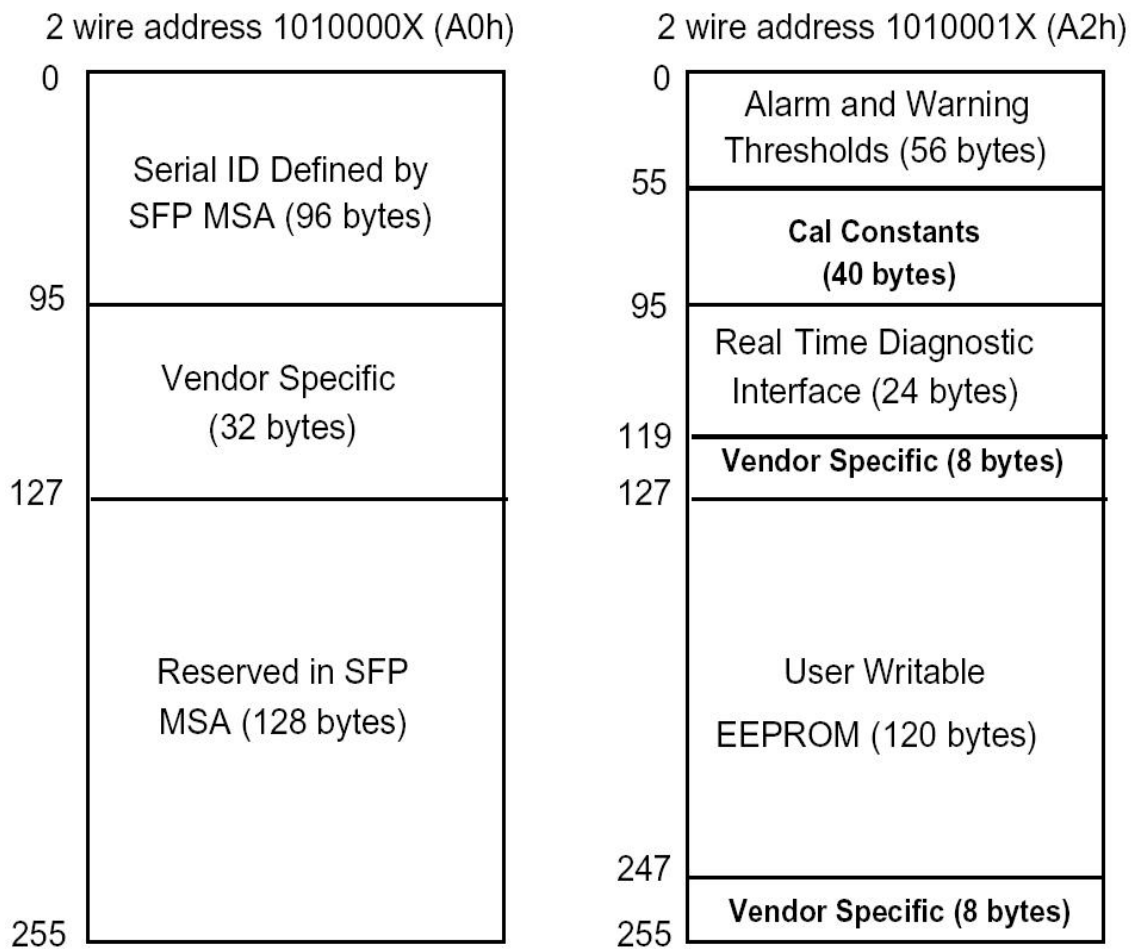 2 wire address 1010000X (A0h)
0
Serial ID Defined by
SFP MSA (96 bytes)
95
Vendor Specific
(32 bytes)
127
Reserved in SFP
MSA (128 bytes)
255
2 wire address 1010001X (A2h)
0
Alarm and Warning
Thresholds (56 bytes)
55
Cal Constants
(40 bytes)
95
Real Time Diagnostic
Interface (24 bytes)
119
Vendor Specific (8 bytes)
127
User Writable
EEPROM (120 bytes)
247
Vendor Specific (8 bytes)
255